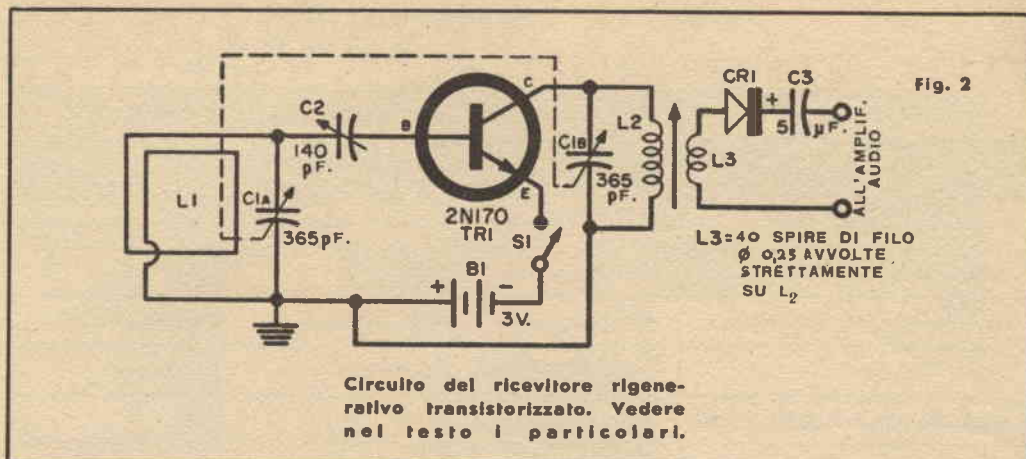 Fig. 2
CR1
C3
+
5 µF.
C
C2
B
140
pF.
L2
C1B
365
pF.
L3
ALL'AMPLIF.
AUDIO
L1
C1A
365pF.
E
2N170
TR1
S1
B1
+
-
3V.
L3=40 SPIRE DI FILO
Ø 0,25 AVVOLTE
STRETTAMENTE
SU L2
Circuito del ricevitore rigene-
rativo transistorizzato. Vedere
nel testo i particolari.